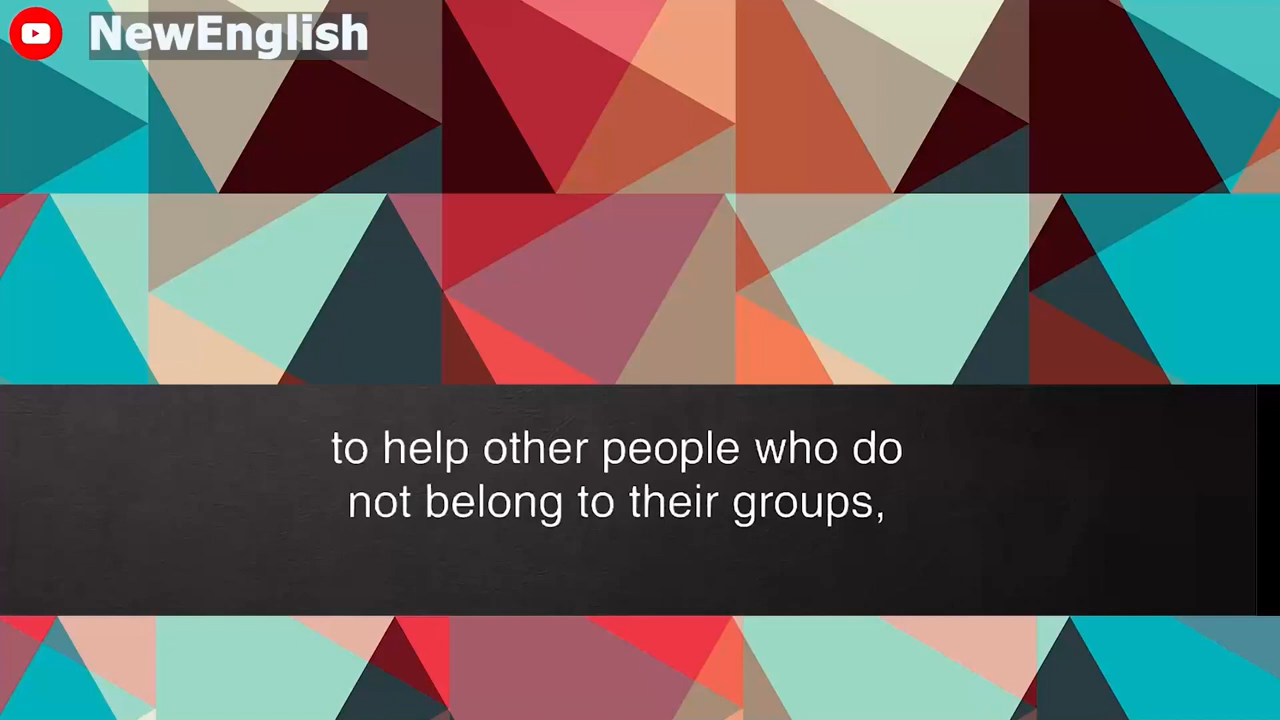 NewEnglish
to help other people who do
not belong to their groups,